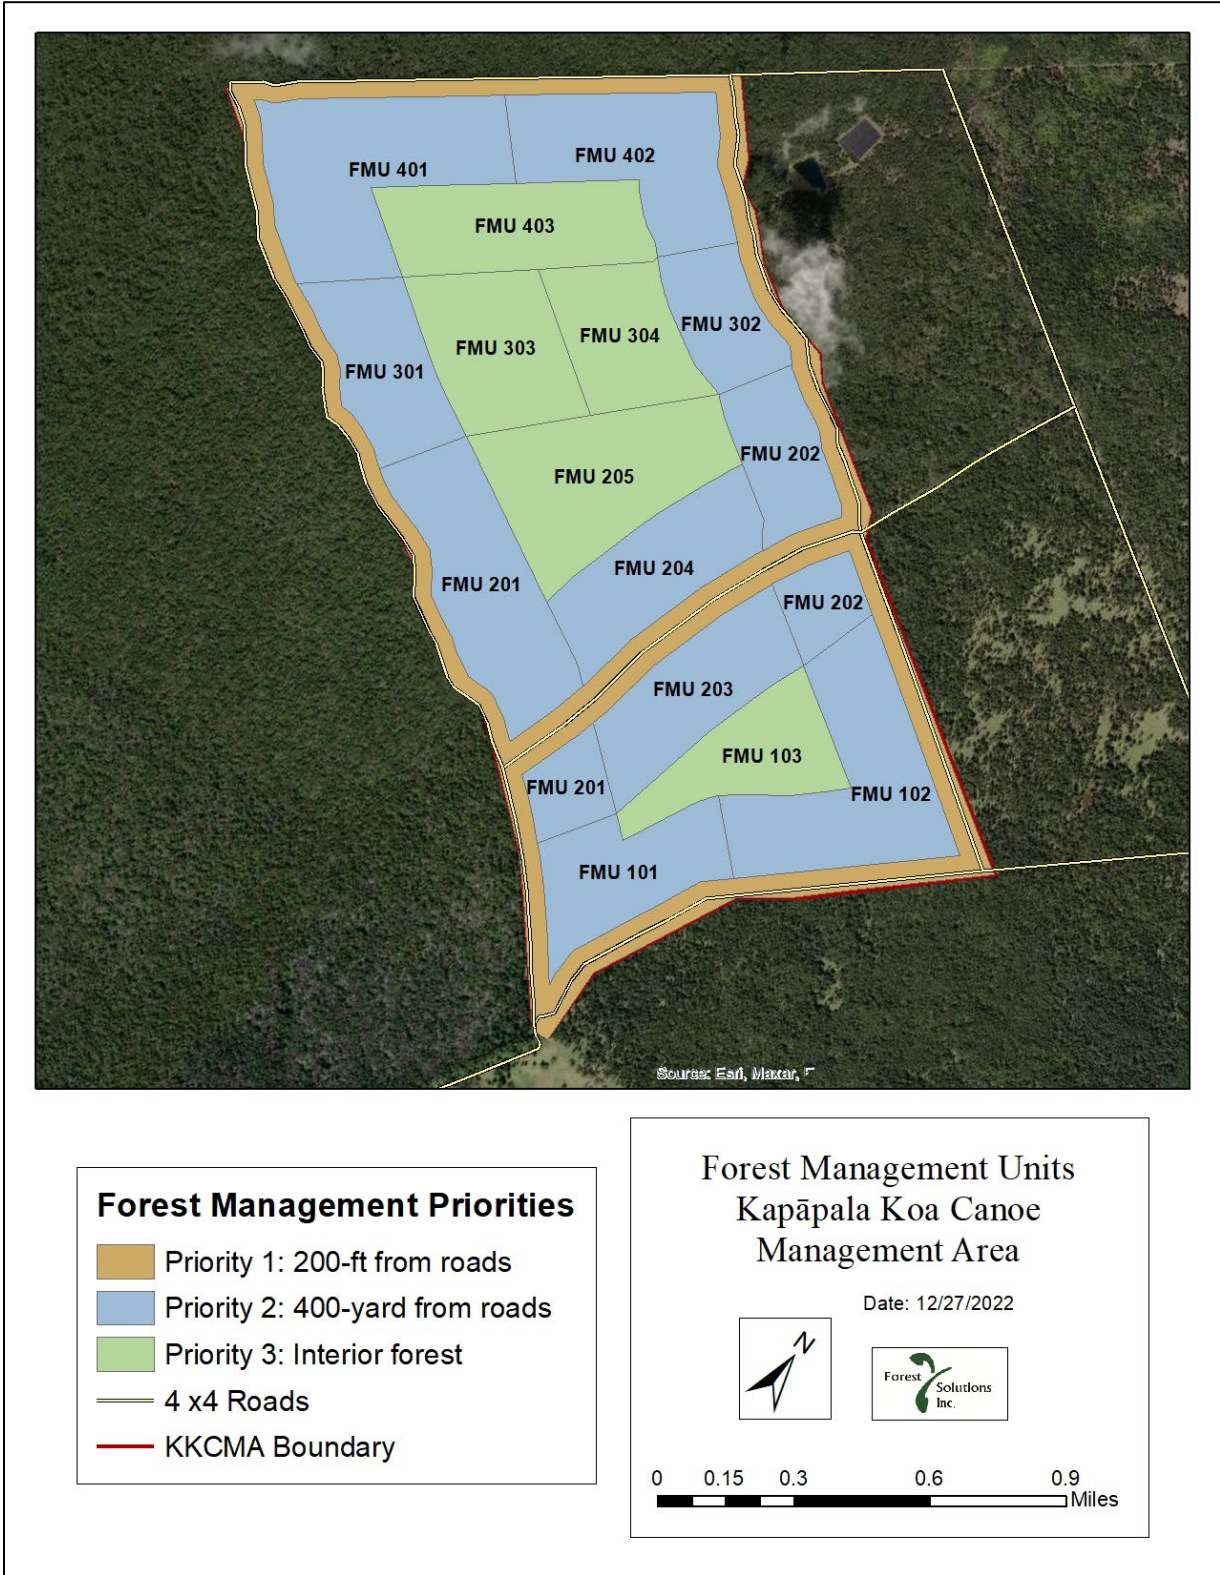 FMU 401
FMU 402
FMU 403
FMU 301
FMU 303
FMU 304
FMU 302
FMU 202
FMU 205
FMU 201
FMU 204
FMU 202
FMU 203
FMU 103
FMU 201
FMU 102
FMU 101
Source: Esri, Maxar,
Forest Management Priorities
Priority 1: 200-ft from roads
Priority 2: 400-yard from roads
Priority 3: Interior forest
4 x4 Roads
KKCMA Boundary
Forest Management Units
Kapāpala Koa Canoe
Management Area
Date: 12/27/2022
N
Forest
Solutions
Inc.
0 0.15 0.3 0.6 0.9
Miles